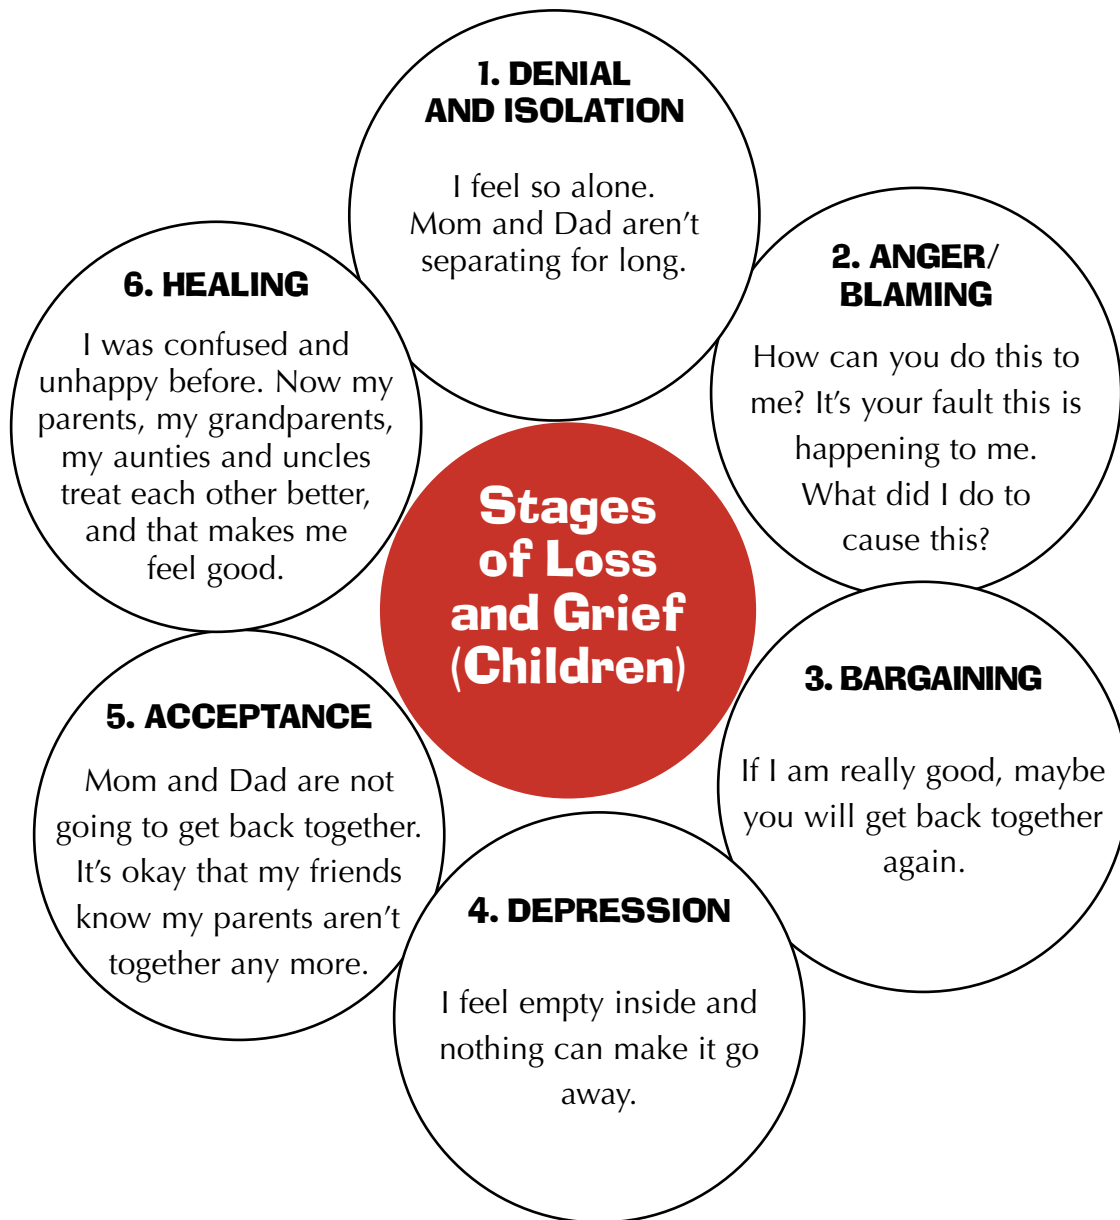 1. DENIAL
AND ISOLATION
I feel so alone.
Mom and Dad aren’t
separating for long.
2. ANGER/
BLAMING
How can you do this to
me? It’s your fault this is
happening to me.
What did I do to
cause this?
3. BARGAINING
If I am really good, maybe
you will get back together
again.
4. DEPRESSION
I feel empty inside and
nothing can make it go
away.
5. ACCEPTANCE
Mom and Dad are not
going to get back together.
It’s okay that my friends
know my parents aren’t
together any more.
6. HEALING
I was confused and
unhappy before. Now my
parents, my grandparents,
my aunties and uncles
treat each other better,
and that makes me
feel good.
Stages
of Loss
and Grief
(Children)